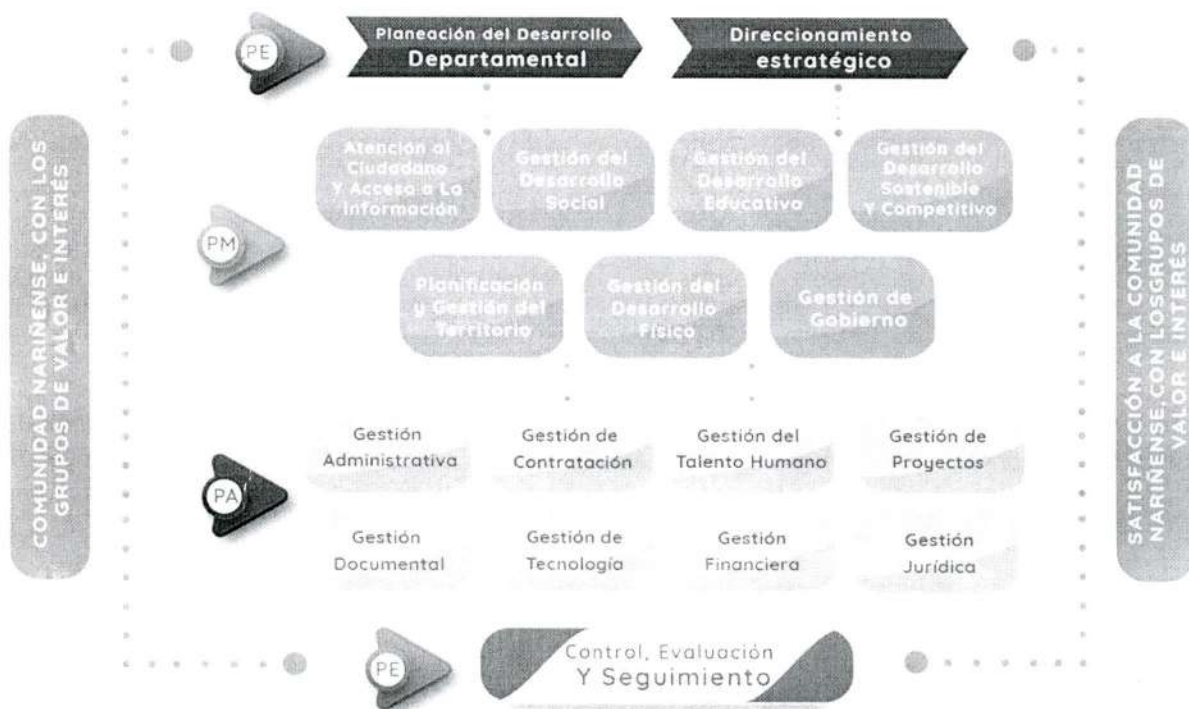 COMUNIDAD NARIÑENSE, CON LOS
GRUPOS DE VALOR E INTERÉS
PE
Planeación del Desarrollo
Departamental
Direccionamiento
estratégico
PM
Atención al
Ciudadano
Y Acceso a La
Información
Gestión del
Desarrollo
Social
Gestión del
Desarrollo
Educativo
Gestión del
Desarrollo
Sostenible
Y Competitivo
Planificación
y Gestión del
Territorio
Gestión del
Desarrollo
Físico
Gestión de
Gobierno
PA
Gestión
Administrativa
Gestión de
Contratación
Gestión del
Talento Humano
Gestión de
Proyectos
Gestión
Documental
Gestión de
Tecnología
Gestión
Financiera
Gestión
Jurídica
PE
Control, Evaluación
Y Seguimiento
SATISFACCIÓN A LA COMUNIDAD
NARIÑENSE,CON LOSGRUPOS DE
VALOR E INTERÉS